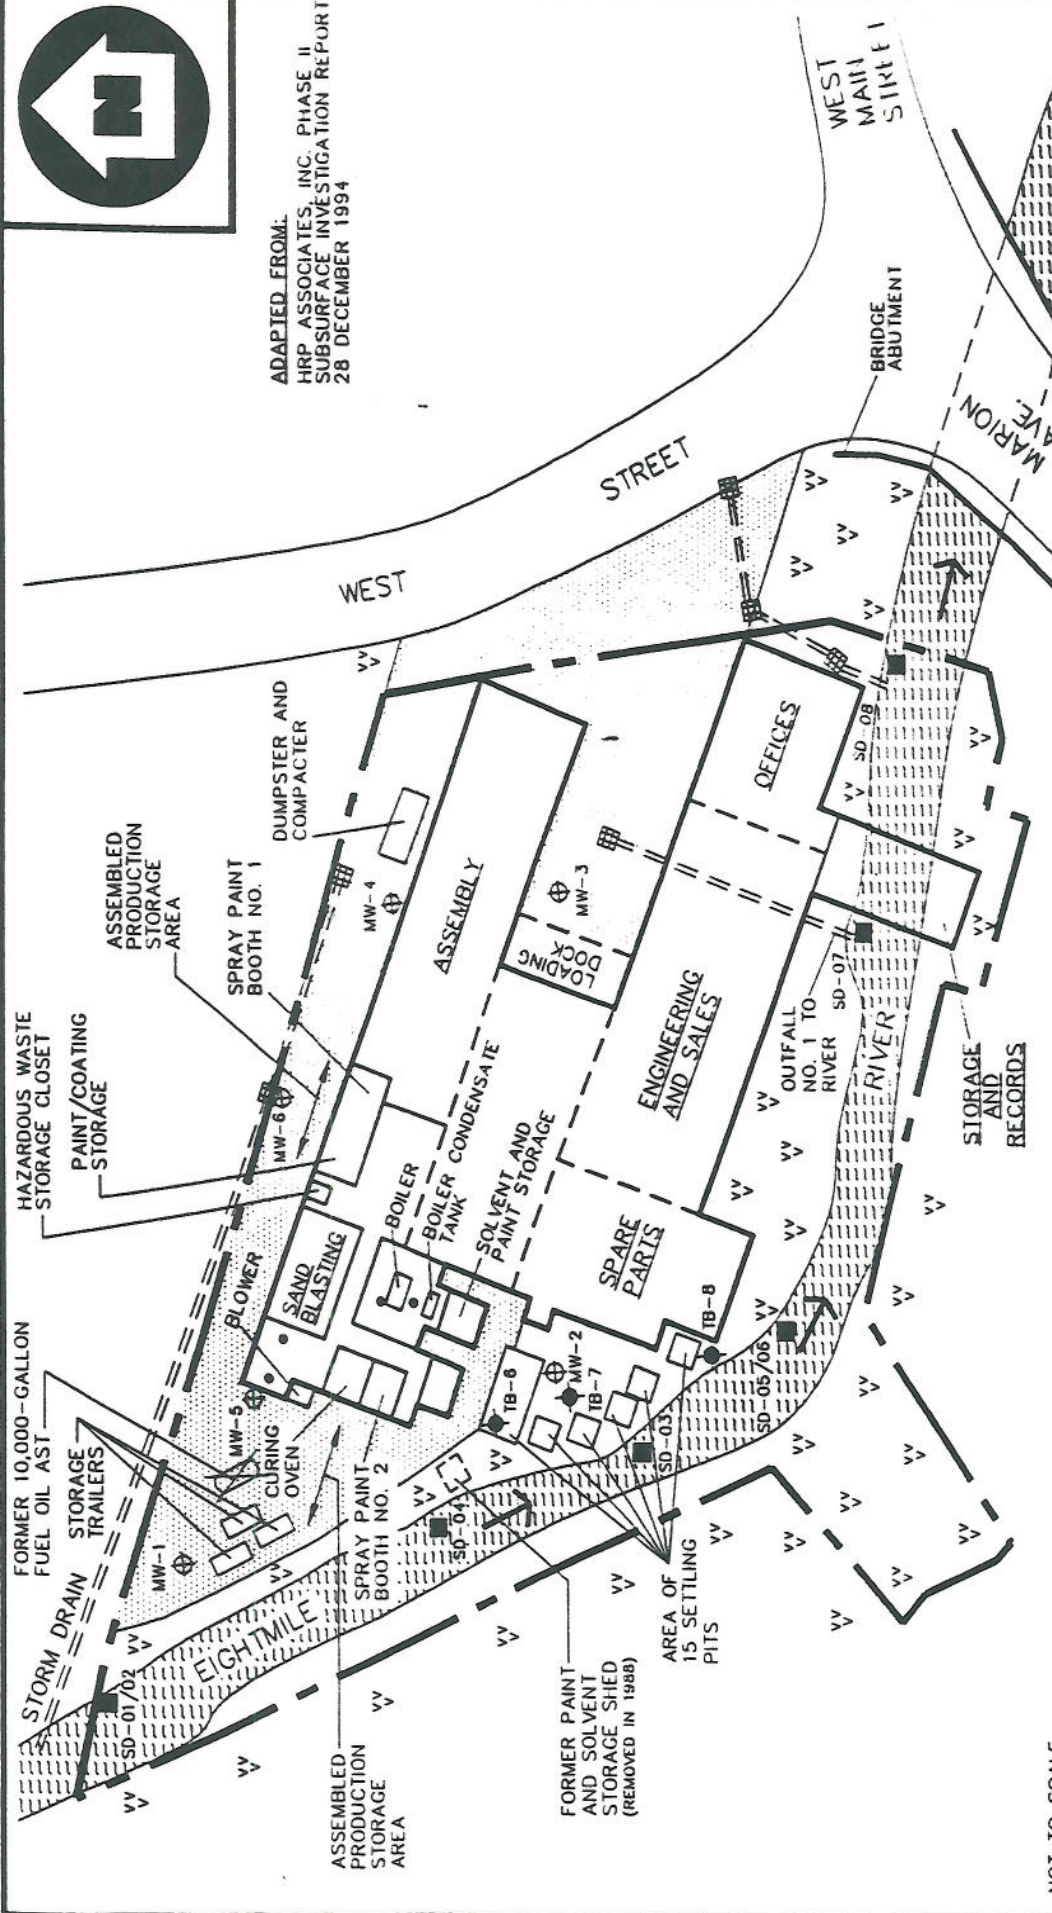 N
ADAPTED FROM:
HRP ASSOCIATES, INC. PHASE II
SUBSURFACE INVESTIGATION REPORT
28 DECEMBER 1994
FORMER 10,000-GALLON
FUEL OIL AST
STORAGE
TRAILERS
HAZARDOUS WASTE
STORAGE CLOSET
PAINT/COATING
STORAGE
ASSEMBLED
PRODUCTION
STORAGE
AREA
SPRAY PAINT
BOOTH NO. 1
DUMPSTER AND
COMPACTER
WEST
STREET
WEST
MAIN
STREET
STORM DRAIN
MW-1
MW-5
BLOWER
MW-6
MW-4
SD-01/02
EIGHTMILE
CURING
OVEN
SAND
BLASTING
BOILER
BOILER CONDENSATE
TANK
SOLVENT AND
PAINT STORAGE
ASSEMBLY
LOADING
DOCK
MW-3
SPRAY PAINT
BOOTH NO. 2
ASSEMBLED
PRODUCTION
STORAGE
AREA
SD-04
TB-6
MW-2
TB-7
TB-8
SPARE
PARTS
ENGINEERING
AND SALES
OFFICES
BRIDGE
ABUTMENT
MARION
AVE.
SD-03
SD-05/06
OUTFALL
NO. 1 TO
RIVER
SD-07
SD-08
RIVER
FORMER PAINT
AND SOLVENT
STORAGE SHED
(REMOVED IN 1988)
AREA OF
15 SETTLING
PITS
STORAGE
AND
RECORDS
NOT TO SCALE